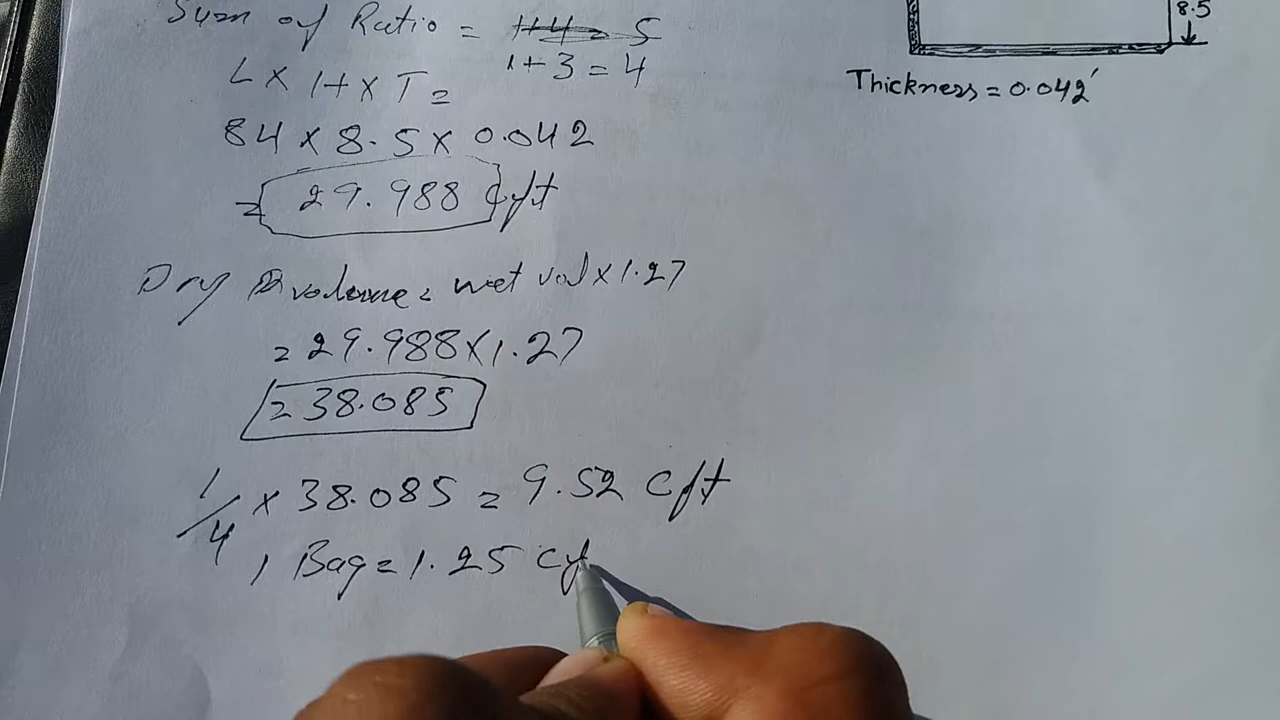 Sum of Ratio = 1+4 = 5
1+3 = 4
L X H X T =
84 X 8.5 X 0.042
= 29.988 Cft
Dry volume = wet vol X 1.27
= 29.988 X 1.27
= 38.085
1/4 X 38.085 = 9.52 Cft
1 Bag = 1.25 Cf
8.5
Thickness = 0.042'